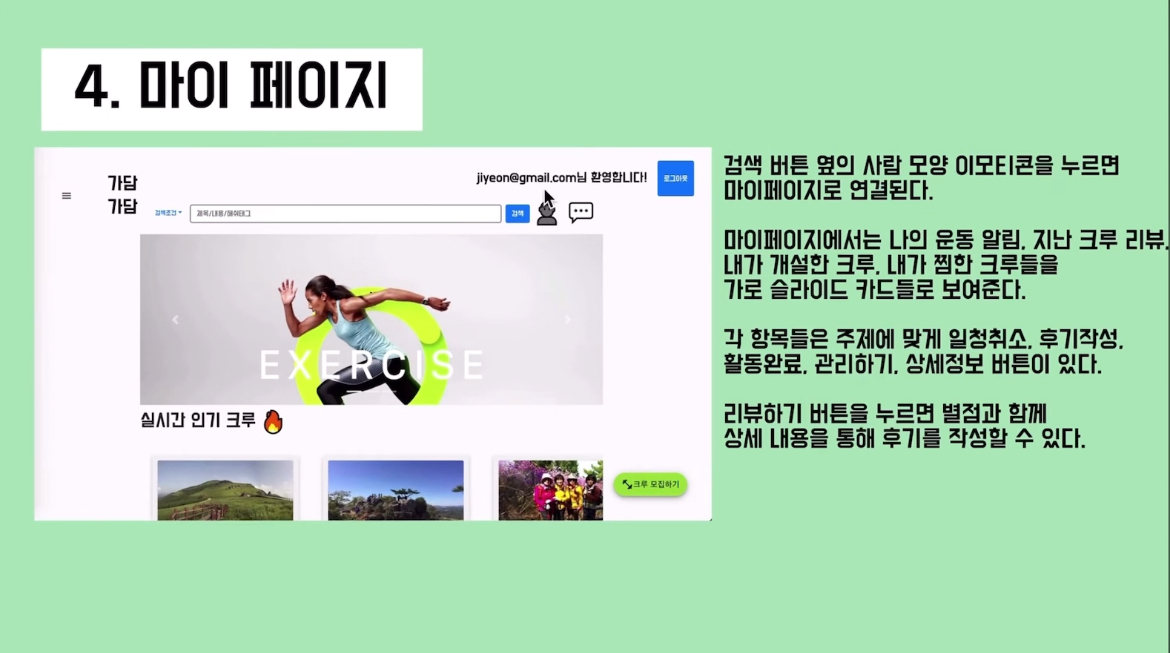 4. 마이 페이지
가담
가담
jiyeon@gmail.com님 환영합니다!
로그아웃
검색조건
제목/내용/해쉬태그
검색
EXERCISE
실시간 인기 크루 🔥
크루 모집하기
검색 버튼 옆의 사람 모양 이모티콘을 누르면
마이페이지로 연결된다.
마이페이지에서는 나의 운동 알림, 지난 크루 리뷰,
내가 개설한 크루, 내가 찜한 크루들을
가로 슬라이드 카드들로 보여준다.
각 항목들은 주제에 맞게 일청취소, 후기작성,
활동완료, 관리하기, 상세정보 버튼이 있다.
리뷰하기 버튼을 누르면 별점과 함께
상세 내용을 통해 후기를 작성할 수 있다.